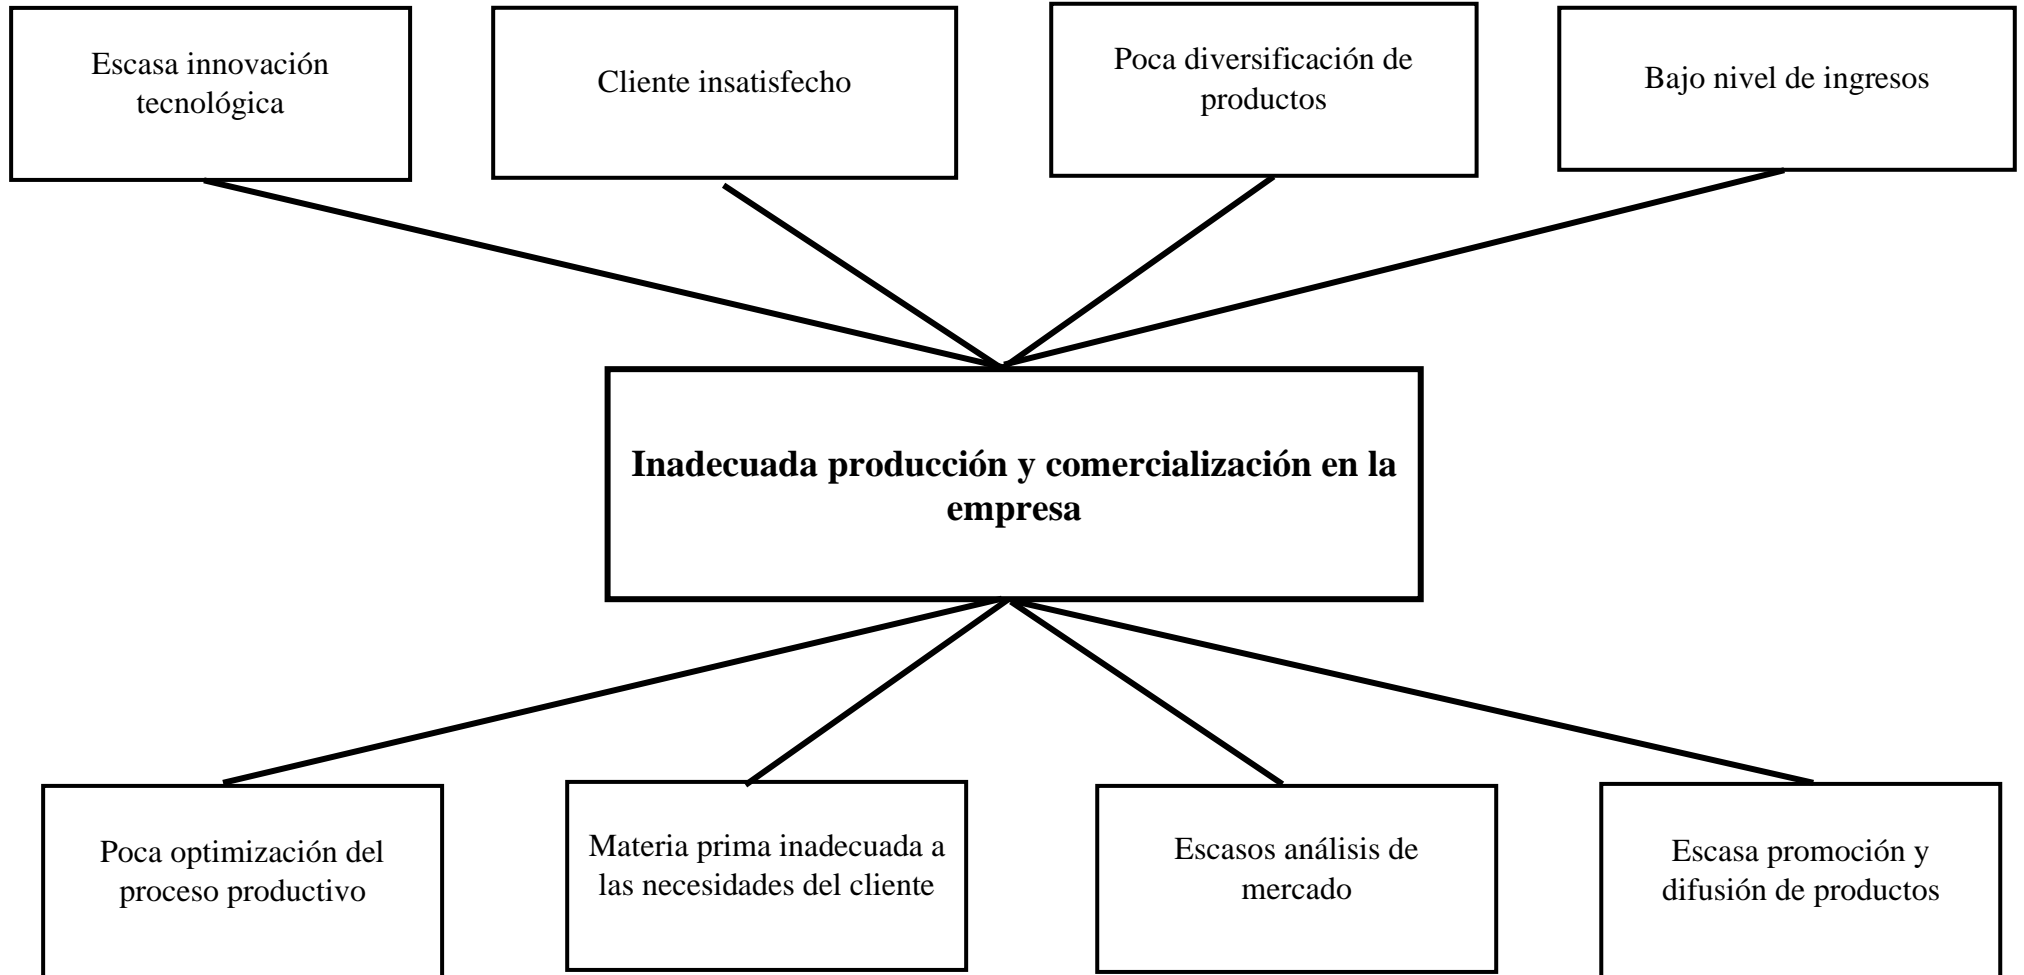 Escasa innovación
tecnológica
Cliente insatisfecho
Poca diversificación de
productos
Bajo nivel de ingresos
Inadecuada producción y comercialización en la
empresa
Poca optimización del
proceso productivo
Materia prima inadecuada a
las necesidades del cliente
Escasos análisis de
mercado
Escasa promoción y
difusión de productos